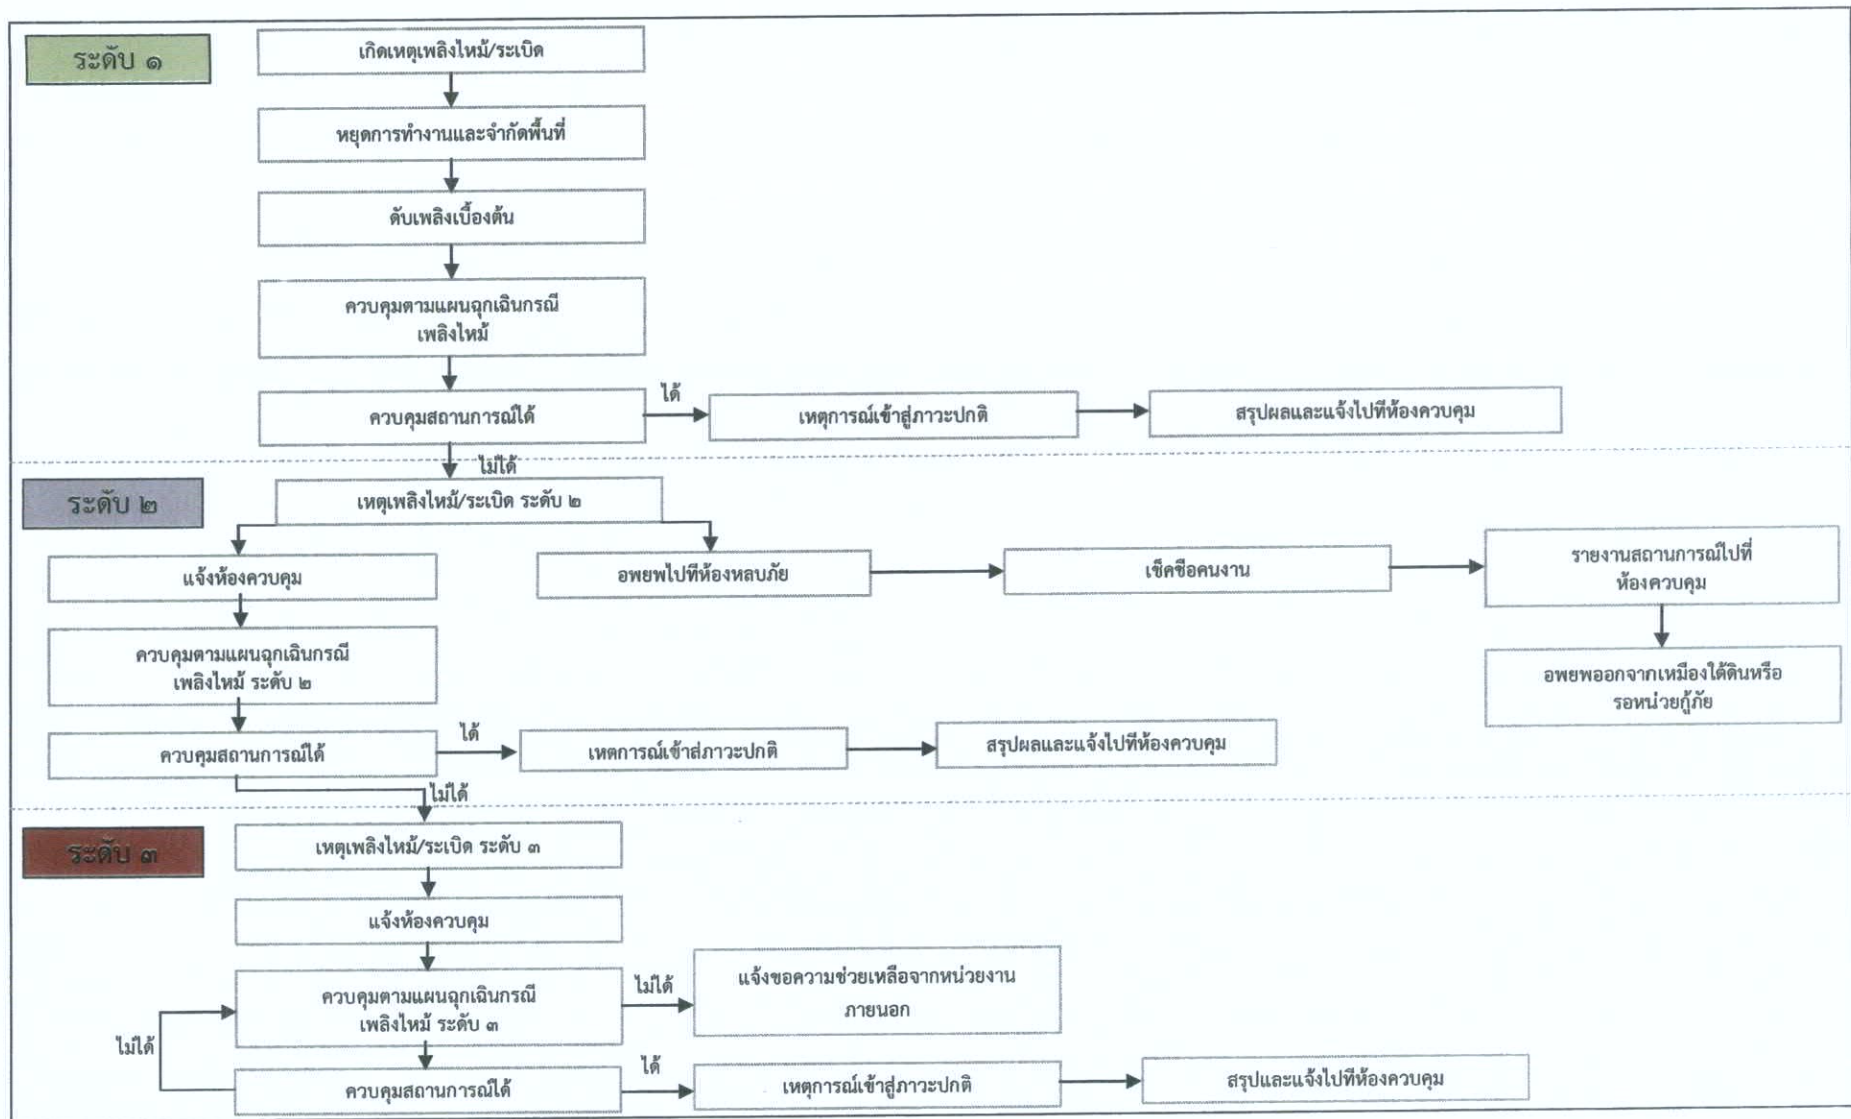 ระดับ ๑
เกิดเหตุเพลิงไหม้/ระเบิด
หยุดการทำงานและจำกัดพื้นที่
ดับเพลิงเบื้องต้น
ควบคุมตามแผนฉุกเฉินกรณี
เพลิงไหม้
ควบคุมสถานการณ์ได้
ได้
เหตุการณ์เข้าสู่ภาวะปกติ
สรุปผลและแจ้งไปที่ห้องควบคุม
ไม่ได้
ระดับ ๒
เหตุเพลิงไหม้/ระเบิด ระดับ ๒
แจ้งห้องควบคุม
อพยพไปที่ห้องหลบภัย
เช็คชื่อคนงาน
รายงานสถานการณ์ไปที่
ห้องควบคุม
ควบคุมตามแผนฉุกเฉินกรณี
เพลิงไหม้ ระดับ ๒
อพยพออกจากเหมืองใต้ดินหรือ
รอหน่วยกู้ภัย
ควบคุมสถานการณ์ได้
ได้
เหตุการณ์เข้าสู่ภาวะปกติ
สรุปผลและแจ้งไปที่ห้องควบคุม
ไม่ได้
ระดับ ๓
เหตุเพลิงไหม้/ระเบิด ระดับ ๓
แจ้งห้องควบคุม
ควบคุมตามแผนฉุกเฉินกรณี
เพลิงไหม้ ระดับ ๓
ไม่ได้
แจ้งขอความช่วยเหลือจากหน่วยงาน
ภายนอก
ไม่ได้
ควบคุมสถานการณ์ได้
ได้
เหตุการณ์เข้าสู่ภาวะปกติ
สรุปและแจ้งไปที่ห้องควบคุม